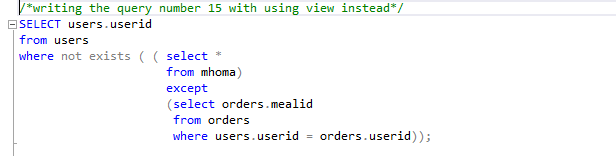 /*writing the query number 15 with using view instead*/
SELECT users.userid
from users
where not exists ( ( select *
from mhoma)
except
(select orders.mealid
from orders
where users.userid = orders.userid));